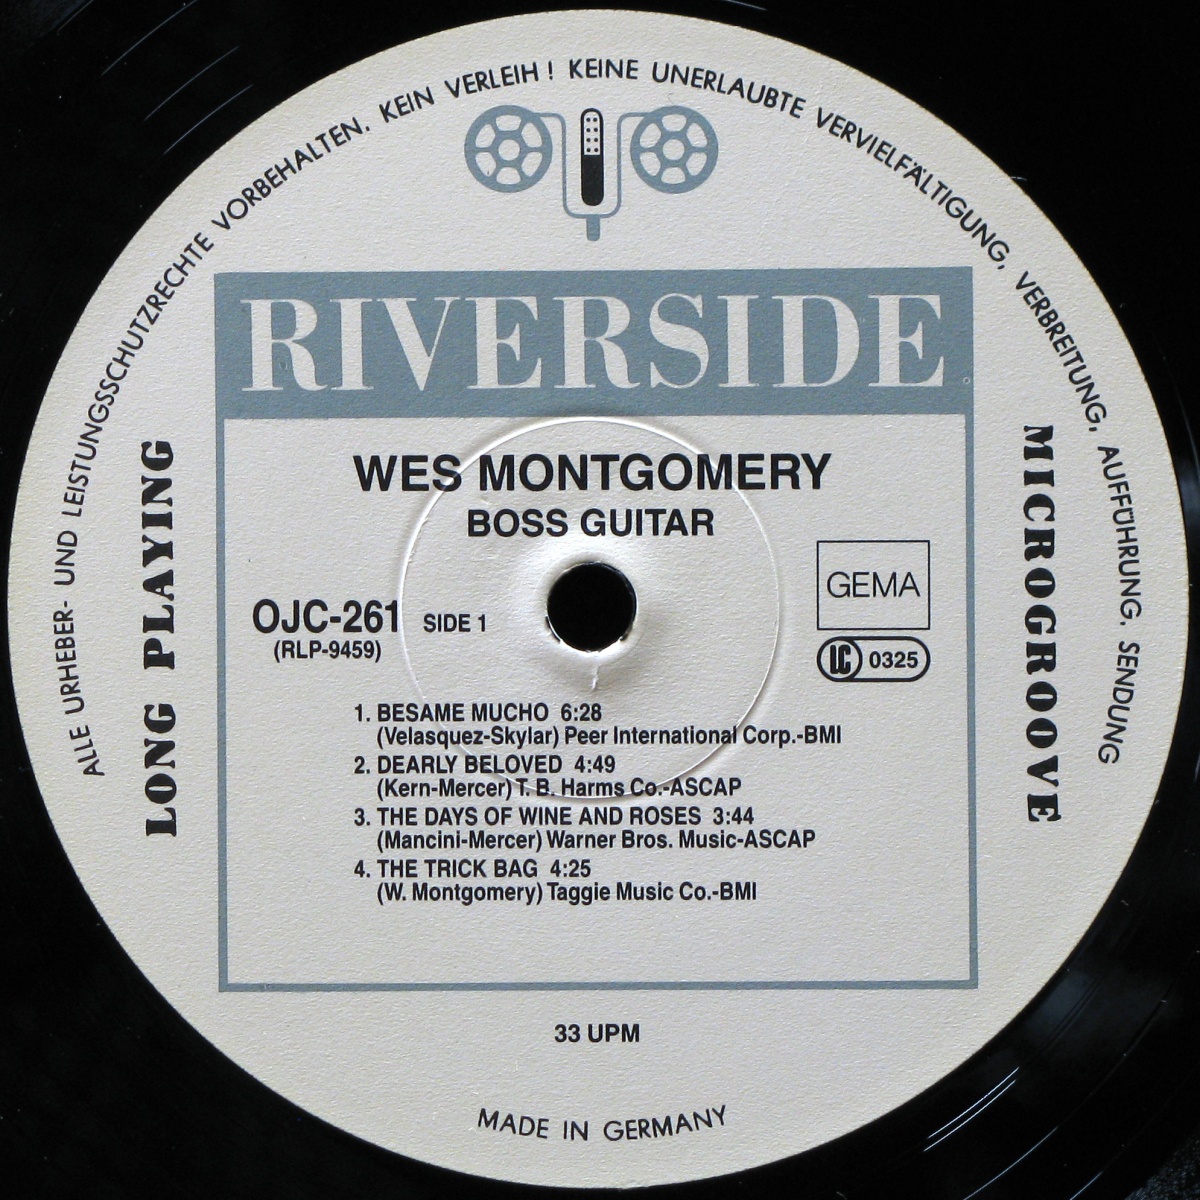 ALLE URHEBER- UND LEISTUNGSSCHUTZRECHTE VORBEHALTEN. KEIN VERLEIH! KEINE UNERLAUBTE VERVIELFÄLTIGUNG, VERBREITUNG, AUFFÜHRUNG, SENDUNG
RIVERSIDE
LONG PLAYING
MICROGROOVE
WES MONTGOMERY
BOSS GUITAR
GEMA
OJC-261 SIDE 1
(RLP-9459)
LC 0325
1. BESAME MUCHO 6:28
(Velasquez-Skylar) Peer International Corp.-BMI
2. DEARLY BELOVED 4:49
(Kern-Mercer) T. B. Harms Co.-ASCAP
3. THE DAYS OF WINE AND ROSES 3:44
(Mancini-Mercer) Warner Bros. Music-ASCAP
4. THE TRICK BAG 4:25
(W. Montgomery) Taggie Music Co.-BMI
33 UPM
MADE IN GERMANY